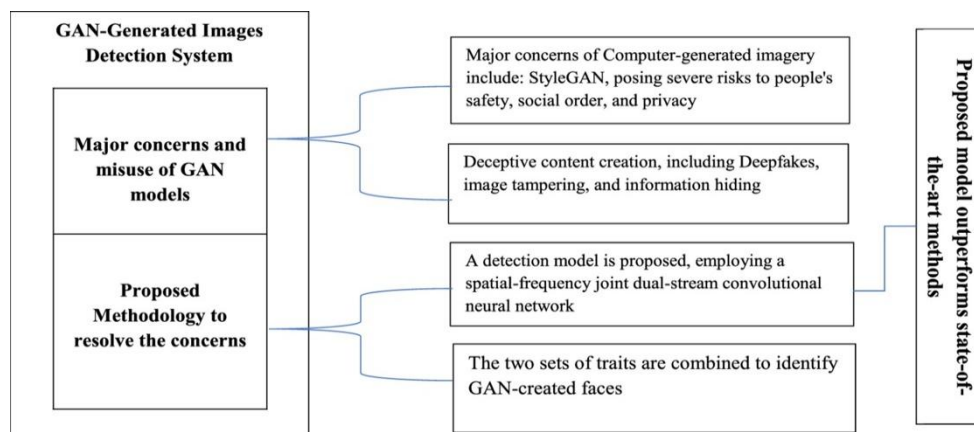 GAN-Generated Images
Detection System
Major concerns and
misuse of GAN
models
Proposed
Methodology to
resolve the concerns
Major concerns of Computer-generated imagery
include: StyleGAN, posing severe risks to people's
safety, social order, and privacy
Deceptive content creation, including Deepfakes,
image tampering, and information hiding
A detection model is proposed, employing a
spatial-frequency joint dual-stream convolutional
neural network
The two sets of traits are combined to identify
GAN-created faces
Proposed model outperforms state-of-
the-art methods